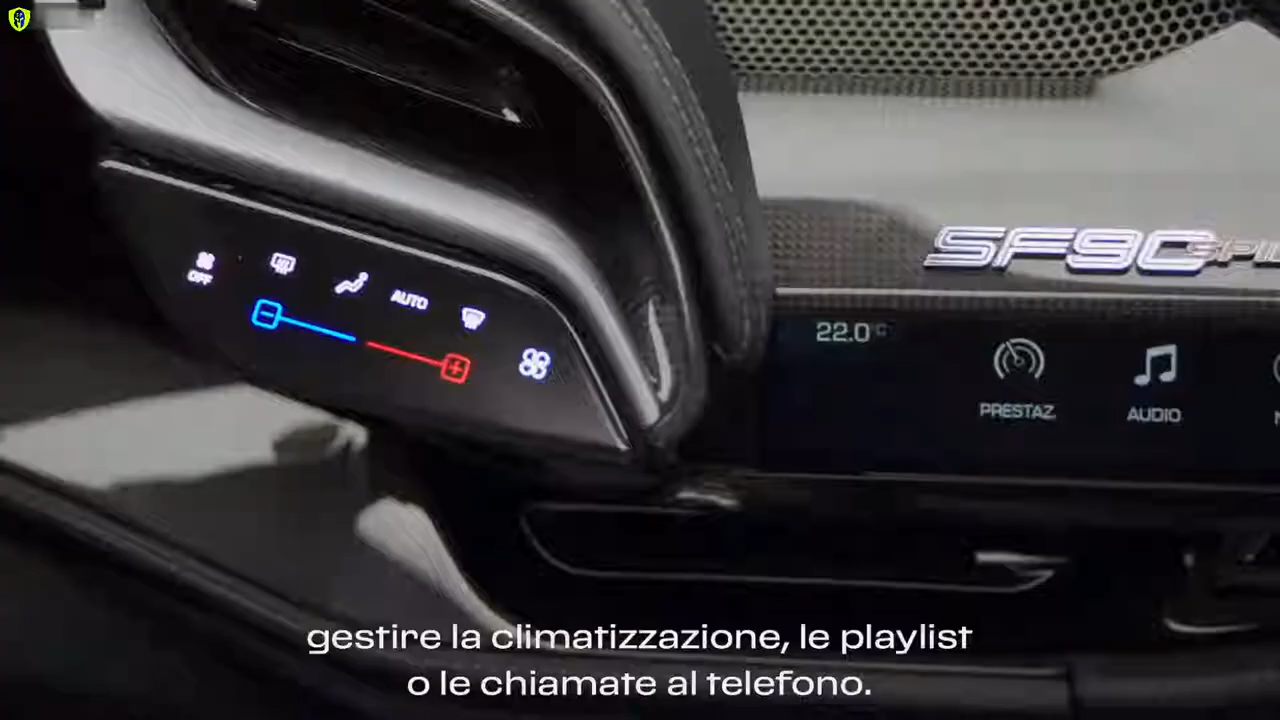 SF90
OFF
AUTO
22.0°C
PRESTAZ.
AUDIO
gestire la climatizzazione, le playlist
o le chiamate al telefono.